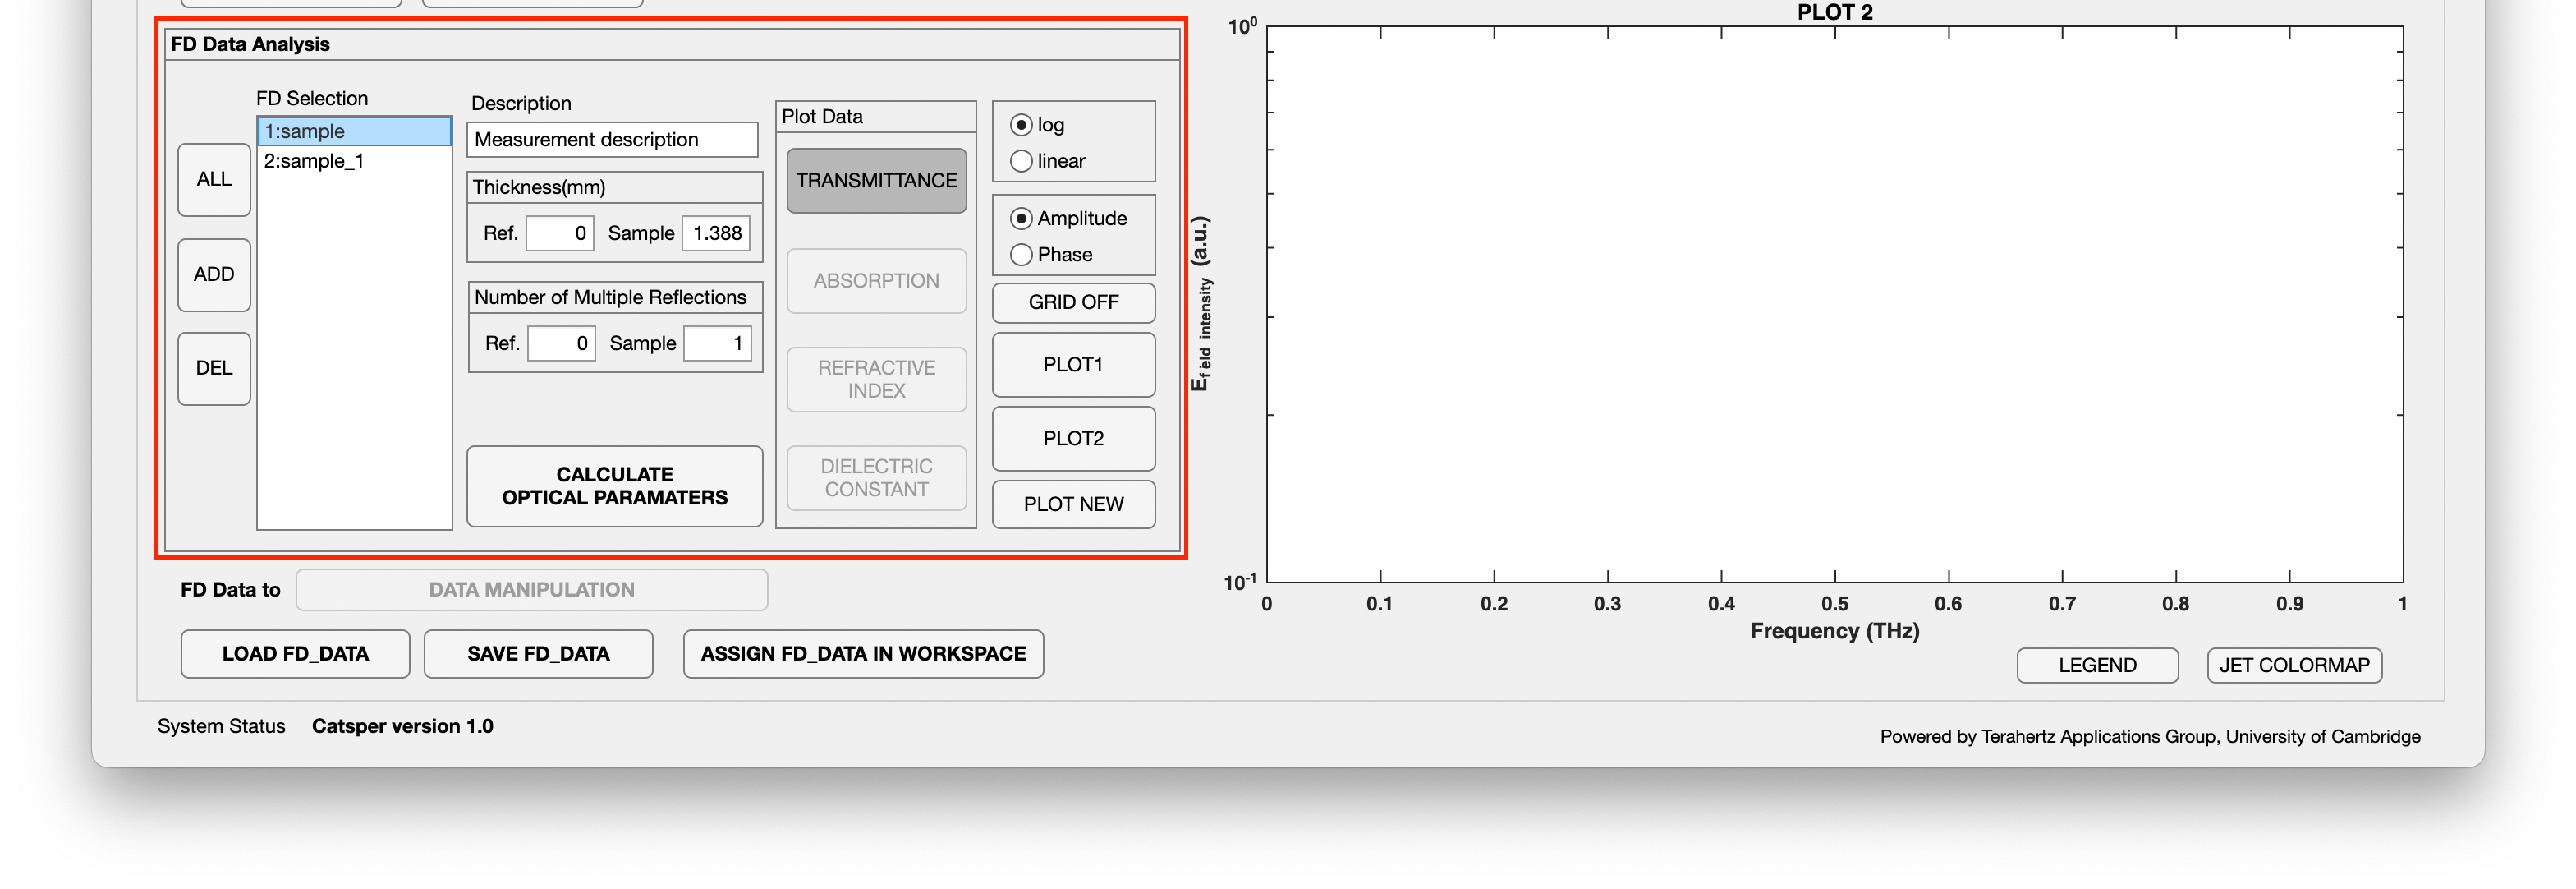 FD Data Analysis
FD Selection
1:sample
2:sample_1
ALL
ADD
DEL
Description
Measurement description
Thickness(mm)
Ref. 0 Sample 1.388
Number of Multiple Reflections
Ref. 0 Sample 1
CALCULATE
OPTICAL PARAMATERS
Plot Data
TRANSMITTANCE
ABSORPTION
REFRACTIVE
INDEX
DIELECTRIC
CONSTANT
log
linear
Amplitude
Phase
GRID OFF
PLOT1
PLOT2
PLOT NEW
FD Data to DATA MANIPULATION
LOAD FD_DATA SAVE FD_DATA ASSIGN FD_DATA IN WORKSPACE
PLOT 2
10⁰
E field intensity (a.u.)
10⁻¹
0 0.1 0.2 0.3 0.4 0.5 0.6 0.7 0.8 0.9 1
Frequency (THz)
LEGEND JET COLORMAP
System Status Catsper version 1.0
Powered by Terahertz Applications Group, University of Cambridge